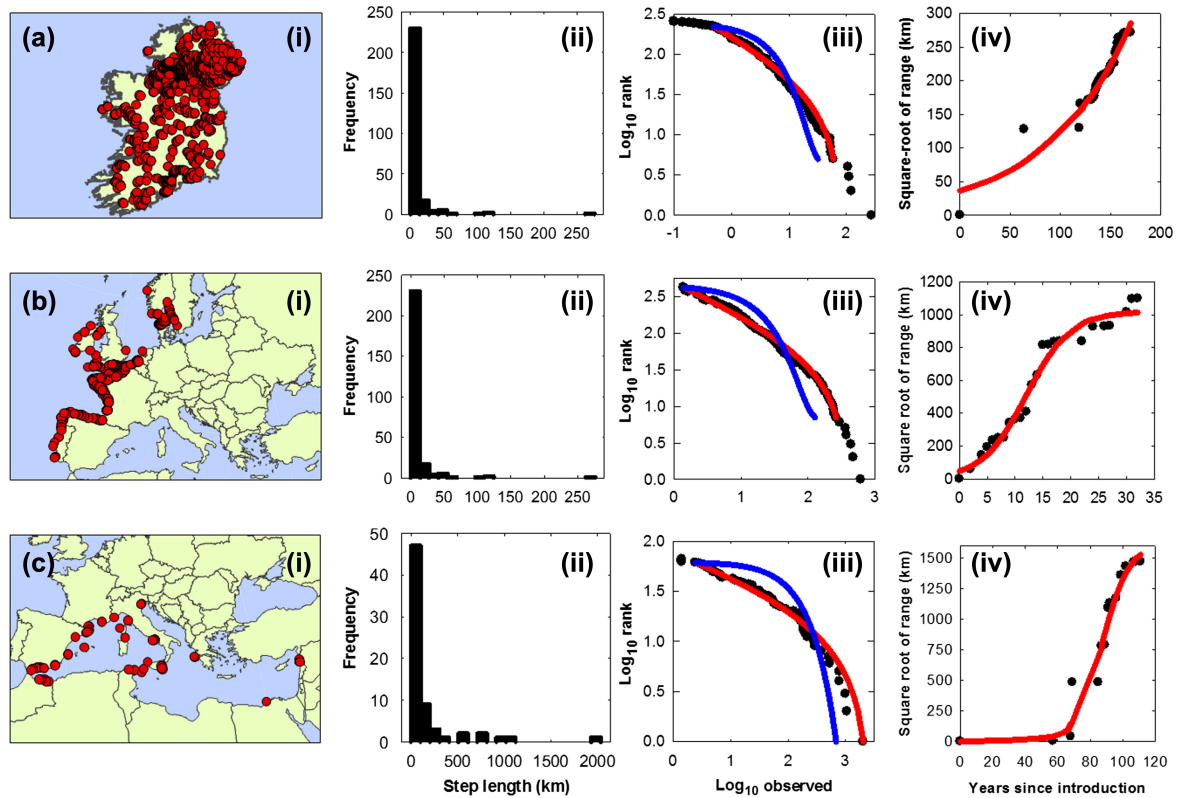 (a) (i) (ii) (iii) (iv)
Frequency
250
200
150
100
50
0
0 50 100 150 200 250
Log10 rank
2.5
2.0
1.5
1.0
0.5
0.0
-1 0 1 2
Square-root of range (km)
300
250
200
150
100
50
0
0 50 100 150 200
(b) (i) (ii) (iii) (iv)
Frequency
250
200
150
100
50
0
0 50 100 150 200 250
Log10 rank
2.5
2.0
1.5
1.0
0.5
0.0
0 1 2 3
Square root of range (km)
1200
1000
800
600
400
200
0
0 5 10 15 20 25 30 35
(c) (i) (ii) (iii) (iv)
Frequency
50
40
30
20
10
0
0 500 1000 1500 2000
Step length (km)
Log10 rank
2.0
1.5
1.0
0.5
0.0
0 1 2 3
Log10 observed
Square root of range (km)
1500
1250
1000
750
500
250
0
0 20 40 60 80 100 120
Years since introduction